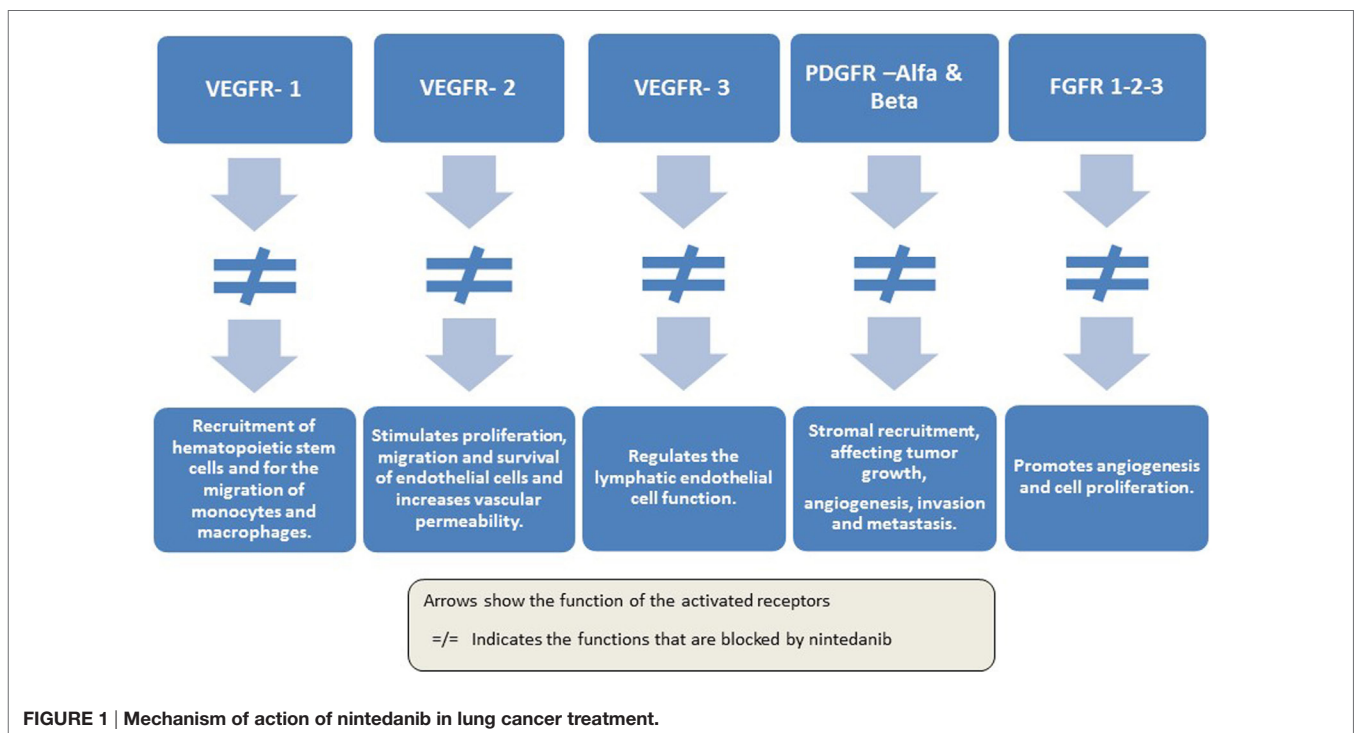 VEGFR- 1
VEGFR- 2
VEGFR- 3
PDGFR –Alfa &
Beta
FGFR 1-2-3
≠ ≠ ≠ ≠ ≠
Recruitment of
hematopoietic stem
cells and for the
migration of
monocytes and
macrophages.
Stimulates proliferation,
migration and survival
of endothelial cells and
increases vascular
permeability.
Regulates the
lymphatic endothelial
cell function.
Stromal recruitment,
affecting tumor
growth,
angiogenesis, invasion
and metastasis.
Promotes angiogenesis
and cell proliferation.
Arrows show the function of the activated receptors
=/= Indicates the functions that are blocked by nintedanib
FIGURE 1 | Mechanism of action of nintedanib in lung cancer treatment.